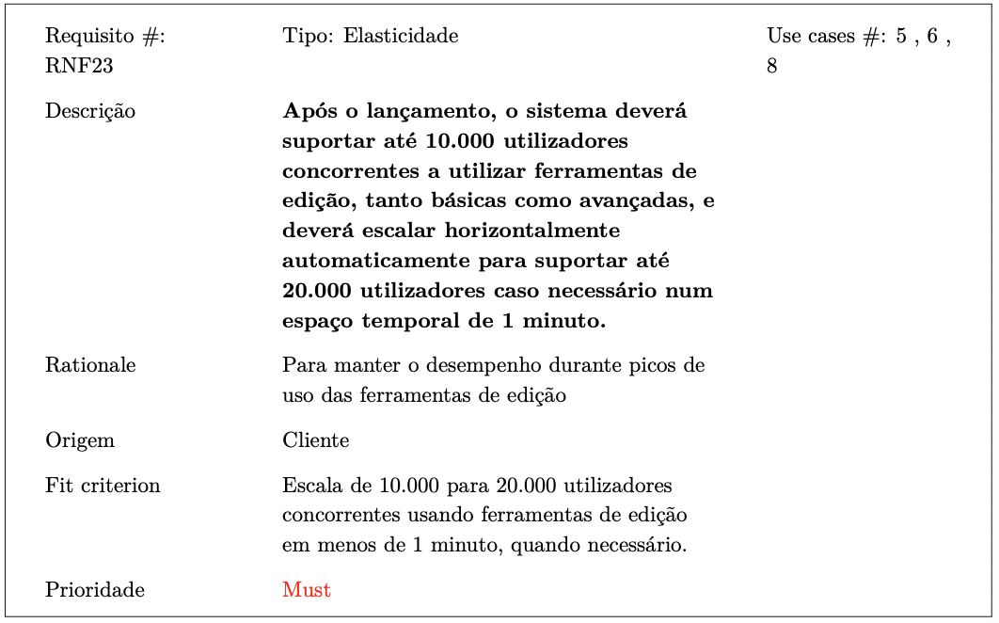 Requisito #: Tipo: Elasticidade Use cases #: 5 , 6 ,
RNF23 8
Descrição Após o lançamento, o sistema deverá
suportar até 10.000 utilizadores
concorrentes a utilizar ferramentas de
edição, tanto básicas como avançadas, e
deverá escalar horizontalmente
automaticamente para suportar até
20.000 utilizadores caso necessário num
espaço temporal de 1 minuto.
Rationale Para manter o desempenho durante picos de
uso das ferramentas de edição
Origem Cliente
Fit criterion Escala de 10.000 para 20.000 utilizadores
concorrentes usando ferramentas de edição
em menos de 1 minuto, quando necessário.
Prioridade Must